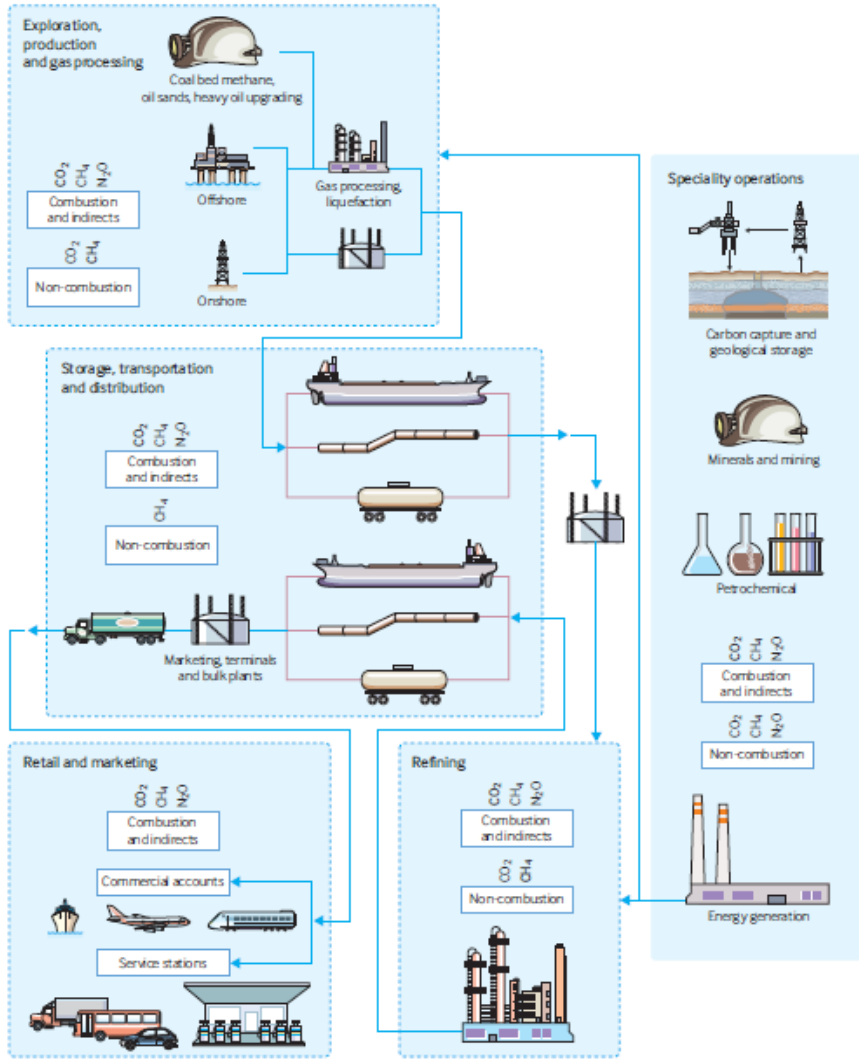 Exploration,
production
and gas processing
Coal bed methane,
oil sands, heavy oil upgrading
CO₂ CH₄ N₂O
Combustion
and indirects
CO₂ CH₄
Non-combustion
Offshore
Onshore
Gas processing,
liquefaction
Storage, transportation
and distribution
CO₂ CH₄ N₂O
Combustion
and indirects
CH₄
Non-combustion
Marketing, terminals
and bulk plants
Retail and marketing
CO₂ CH₄ N₂O
Combustion
and indirects
Commercial accounts
Service stations
Refining
CO₂ CH₄ N₂O
Combustion
and indirects
CO₂ CH₄
Non-combustion
Speciality operations
Carbon capture and
geological storage
Minerals and mining
Petrochemical
CO₂ CH₄ N₂O
Combustion
and indirects
CO₂ CH₄ N₂O
Non-combustion
Energy generation